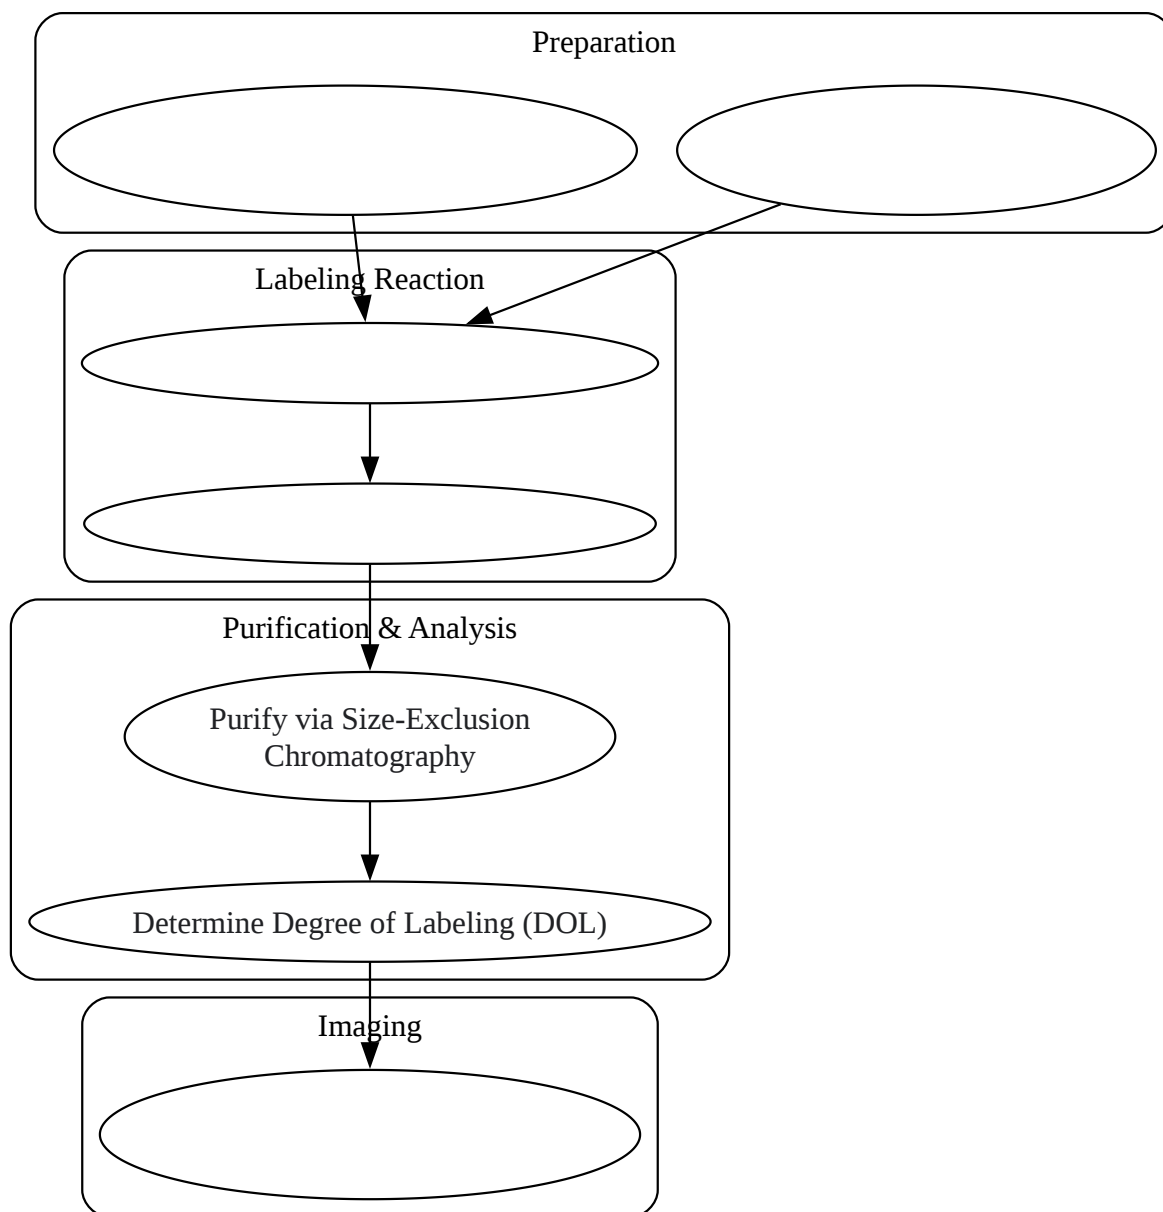 Preparation
Labeling Reaction
Purification & Analysis
Purify via Size-Exclusion
Chromatography
Determine Degree of Labeling (DOL)
Imaging